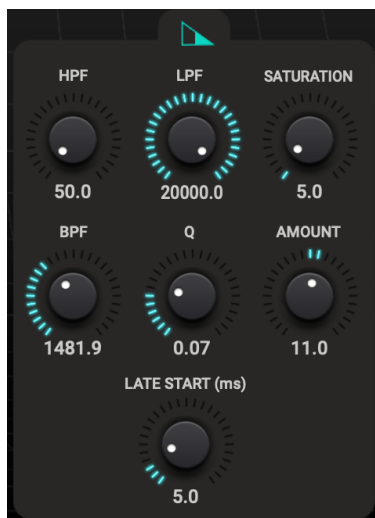 HPF LPF SATURATION
50.0 20000.0 5.0
BPF Q AMOUNT
1481.9 0.07 11.0
LATE START (ms)
5.0